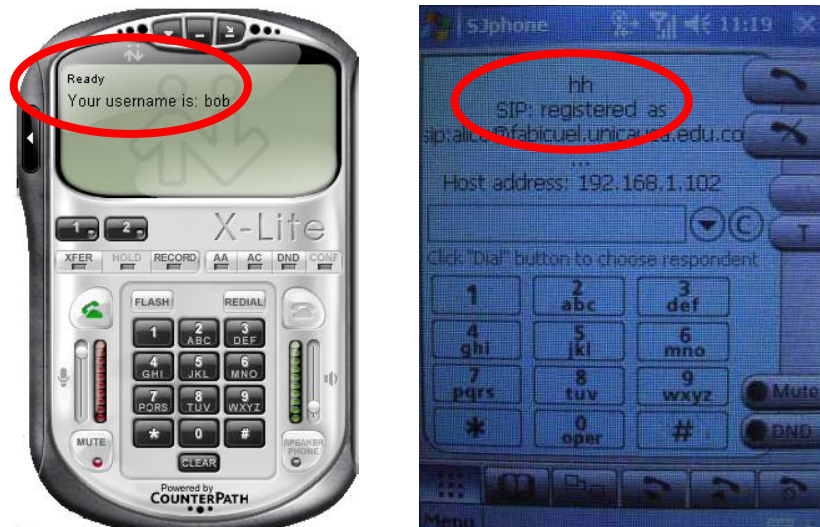 Ready
Your username is: bob
1 2
X-Lite
XFER HOLD RECORD AA AC DND CONF
FLASH REDIAL
1 2 3
ABC DEF
4 5 6
GHI JKL MNO
7 8 9
PQRS TUV WXYZ
* 0 #
MUTE
SPEAKER
PHONE
CLEAR
Powered by
COUNTERPATH
SJphone 11:19
hh
SIP: registered as
sip:alice@fabicuel.unicauca.edu.co
...
Host address: 192.168.1.102
C
T
Click "Dial" button to choose respondent
1 2 3
abc def
4 5 6
ghi jkl mno
7 8 9
pqrs tuv wxyz
Mute
* 0 #
oper
DND
Menu